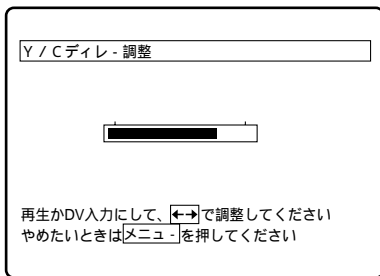 Y／Cディレ-調整
再生かDV入力にして、←→で調整してください
やめたいときはメニュ-を押してください